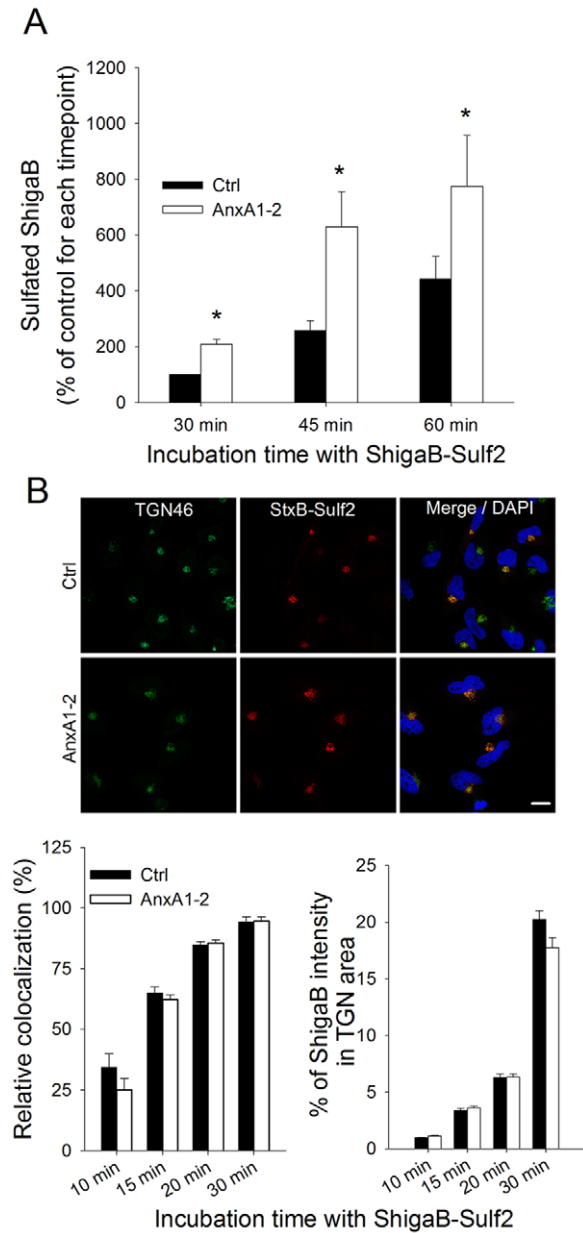 A
Sulfated ShigaB
(% of control for each timepoint)
1200
1000
800
600
400
200
0
Ctrl
AnxA1-2
*
*
*
30 min
45 min
60 min
Incubation time with ShigaB-Sulf2
B
TGN46
StxB-Sulf2
Merge / DAPI
Ctrl
AnxA1-2
Relative colocalization (%)
125
100
75
50
25
0
Ctrl
AnxA1-2
10 min
15 min
20 min
30 min
% of ShigaB intensity
in TGN area
25
20
15
10
5
0
10 min
15 min
20 min
30 min
Incubation time with ShigaB-Sulf2